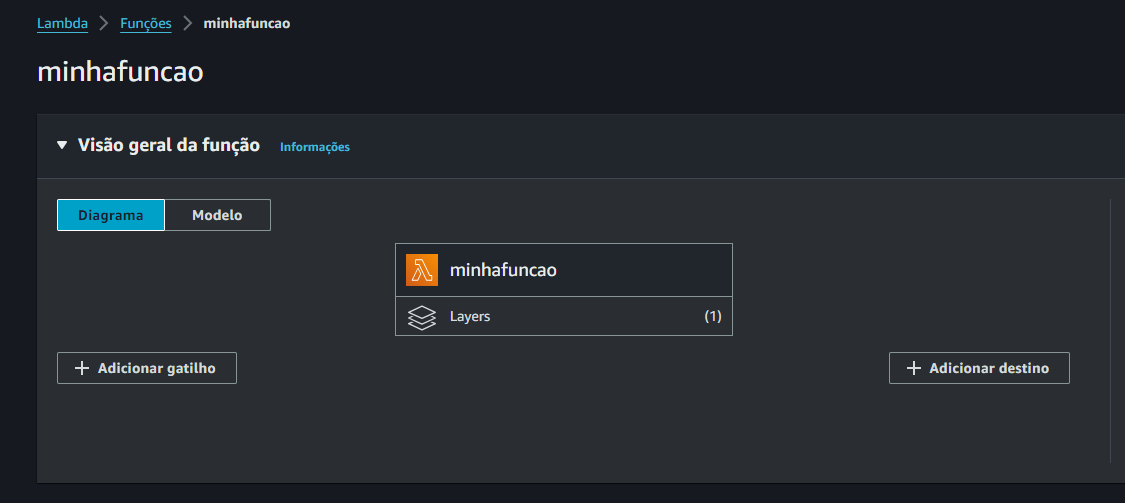 Lambda > Funções > minhafuncao
minhafuncao
Visão geral da função Informações
Diagrama Modelo
minhafuncao
Layers (1)
+ Adicionar gatilho + Adicionar destino